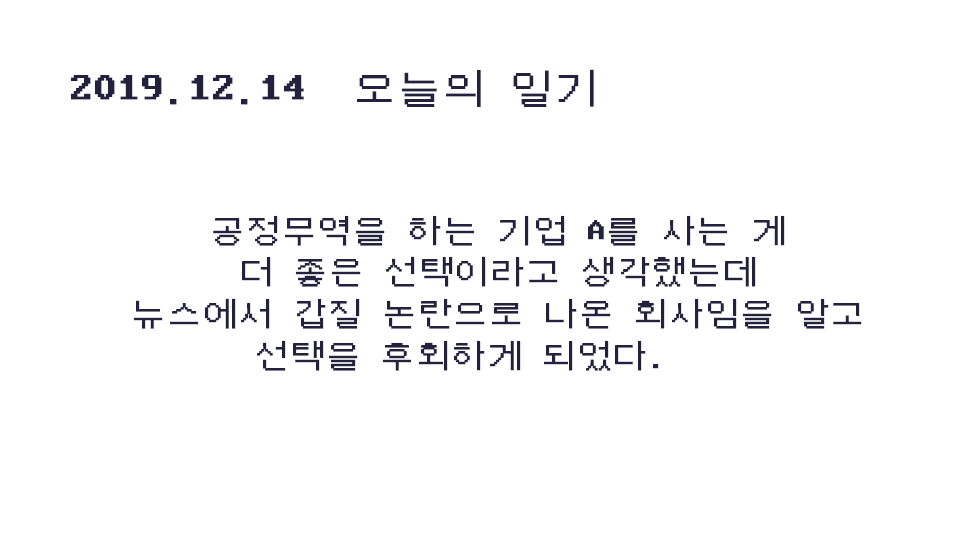 2019.12.14 오늘의 일기
공정무역을 하는 기업 A를 사는 게
더 좋은 선택이라고 생각했는데
뉴스에서 갑질 논란으로 나온 회사임을 알고
선택을 후회하게 되었다.